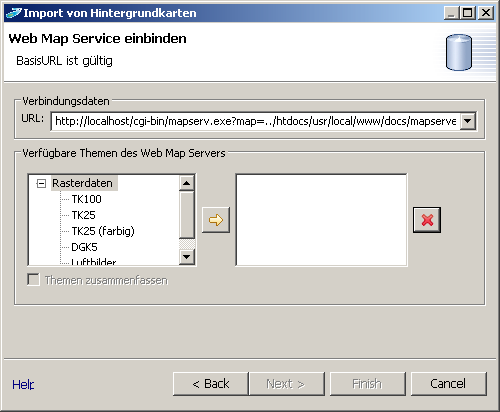 Import von Hintergrundkarten
Web Map Service einbinden
BasisURL ist gültig
Verbindungsdaten
URL: http://localhost/cgi-bin/mapserv.exe?map=../htdocs/usr/local/www/docs/mapserve
Verfügbare Themen des Web Map Servers
Rasterdaten
TK100
TK25
TK25 (farbig)
DGK5
Luftbilder
Themen zusammenfassen
Help
< Back
Next >
Finish
Cancel